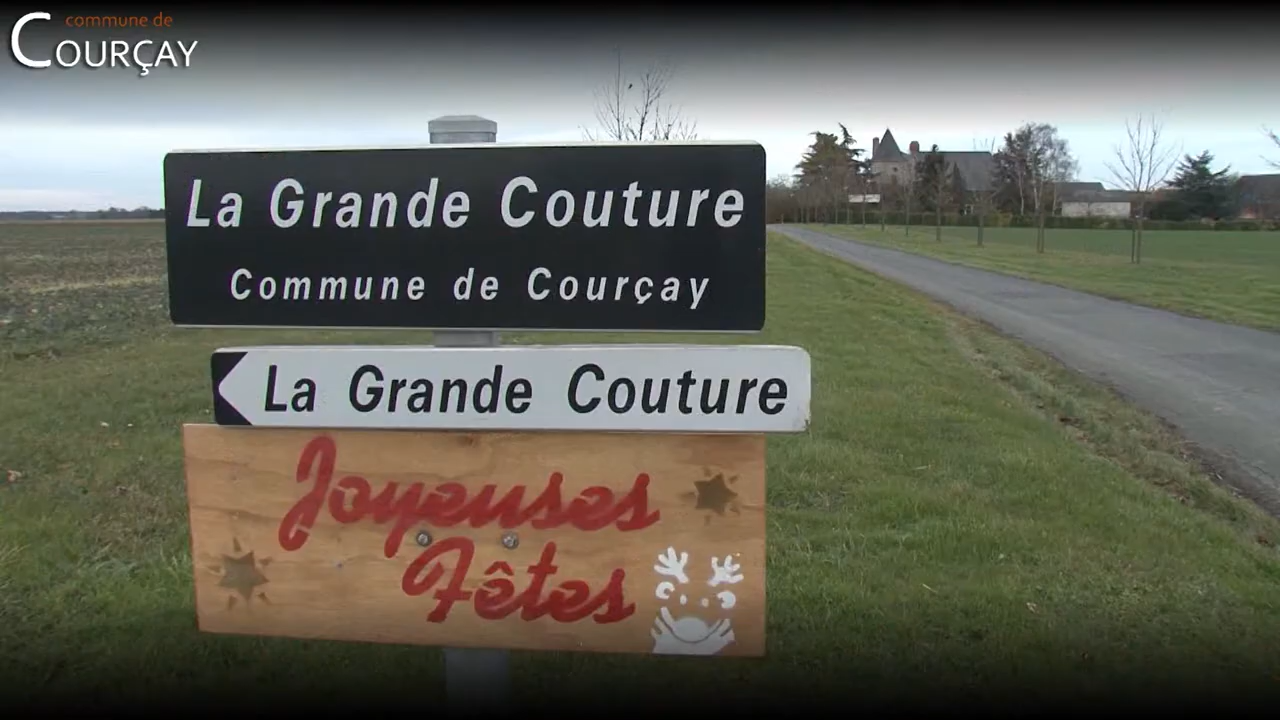 commune de
COURÇAY
La Grande Couture
Commune de Courçay
La Grande Couture
Joyeuses
Fêtes